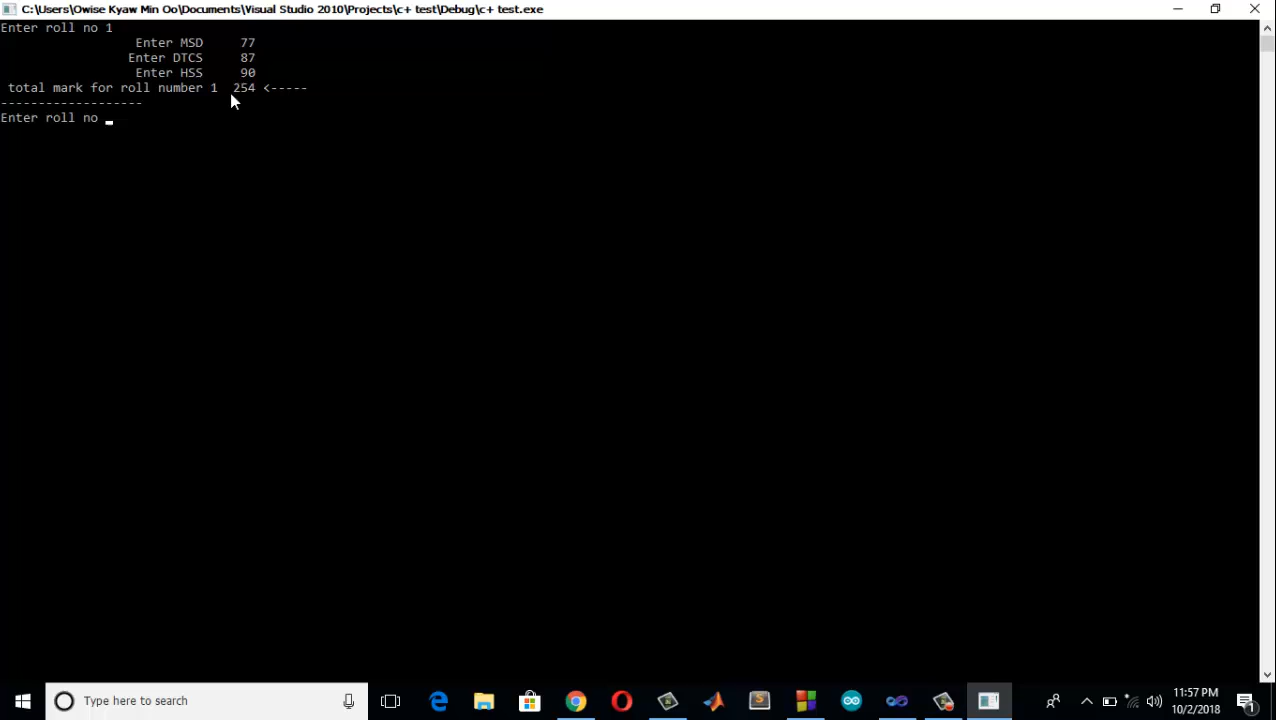 C:\Users\Owise Kyaw Min Oo\Documents\Visual Studio 2010\Projects\c+ test\Debug\c+ test.exe
Enter roll no 1
Enter MSD 77
Enter DTCS 87
Enter HSS 90
total mark for roll number 1 254 <-----
-------------------
Enter roll no _
Type here to search
11:57 PM
10/2/2018
1